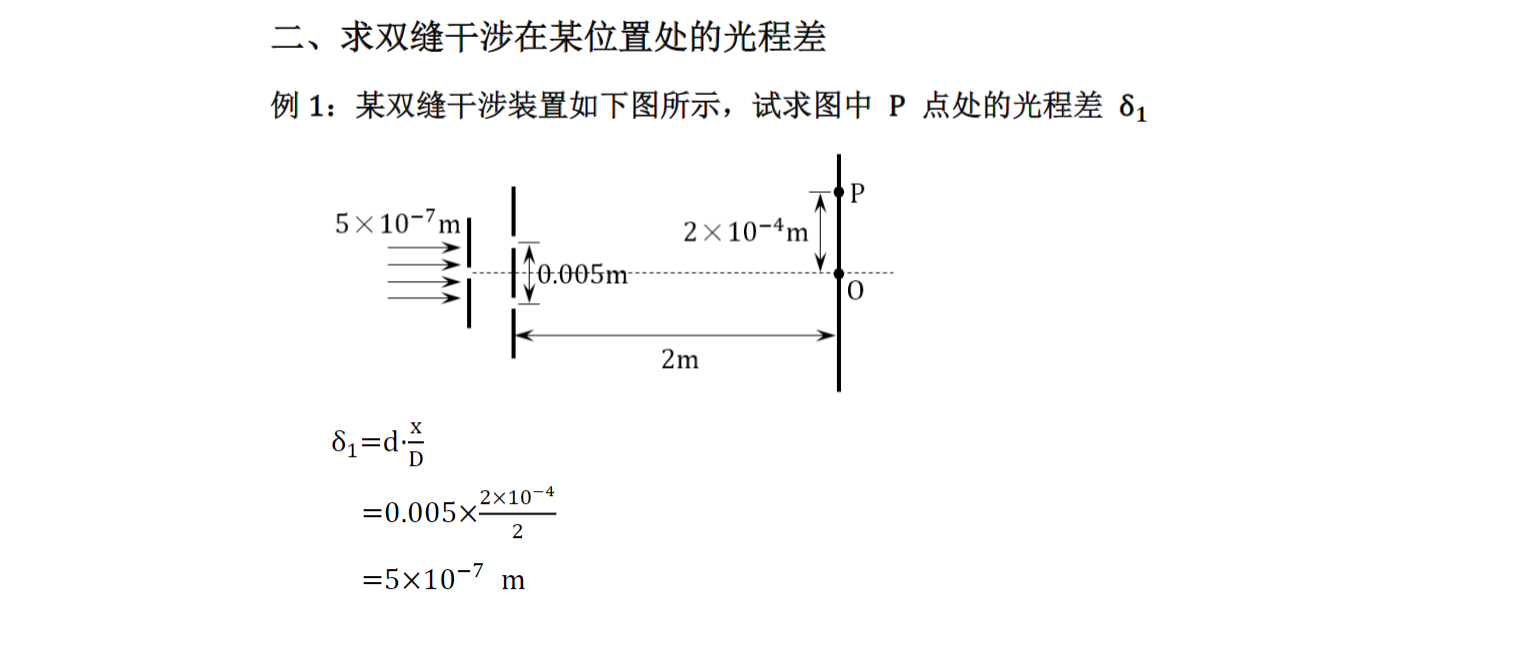 二、求双缝干涉在某位置处的光程差
例 1：某双缝干涉装置如下图所示，试求图中 P 点处的光程差 δ₁
P
5×10⁻⁷m
2×10⁻⁴m
0.005m
O
2m
δ₁=d·x/D
=0.005×2×10⁻⁴/2
=5×10⁻⁷ m